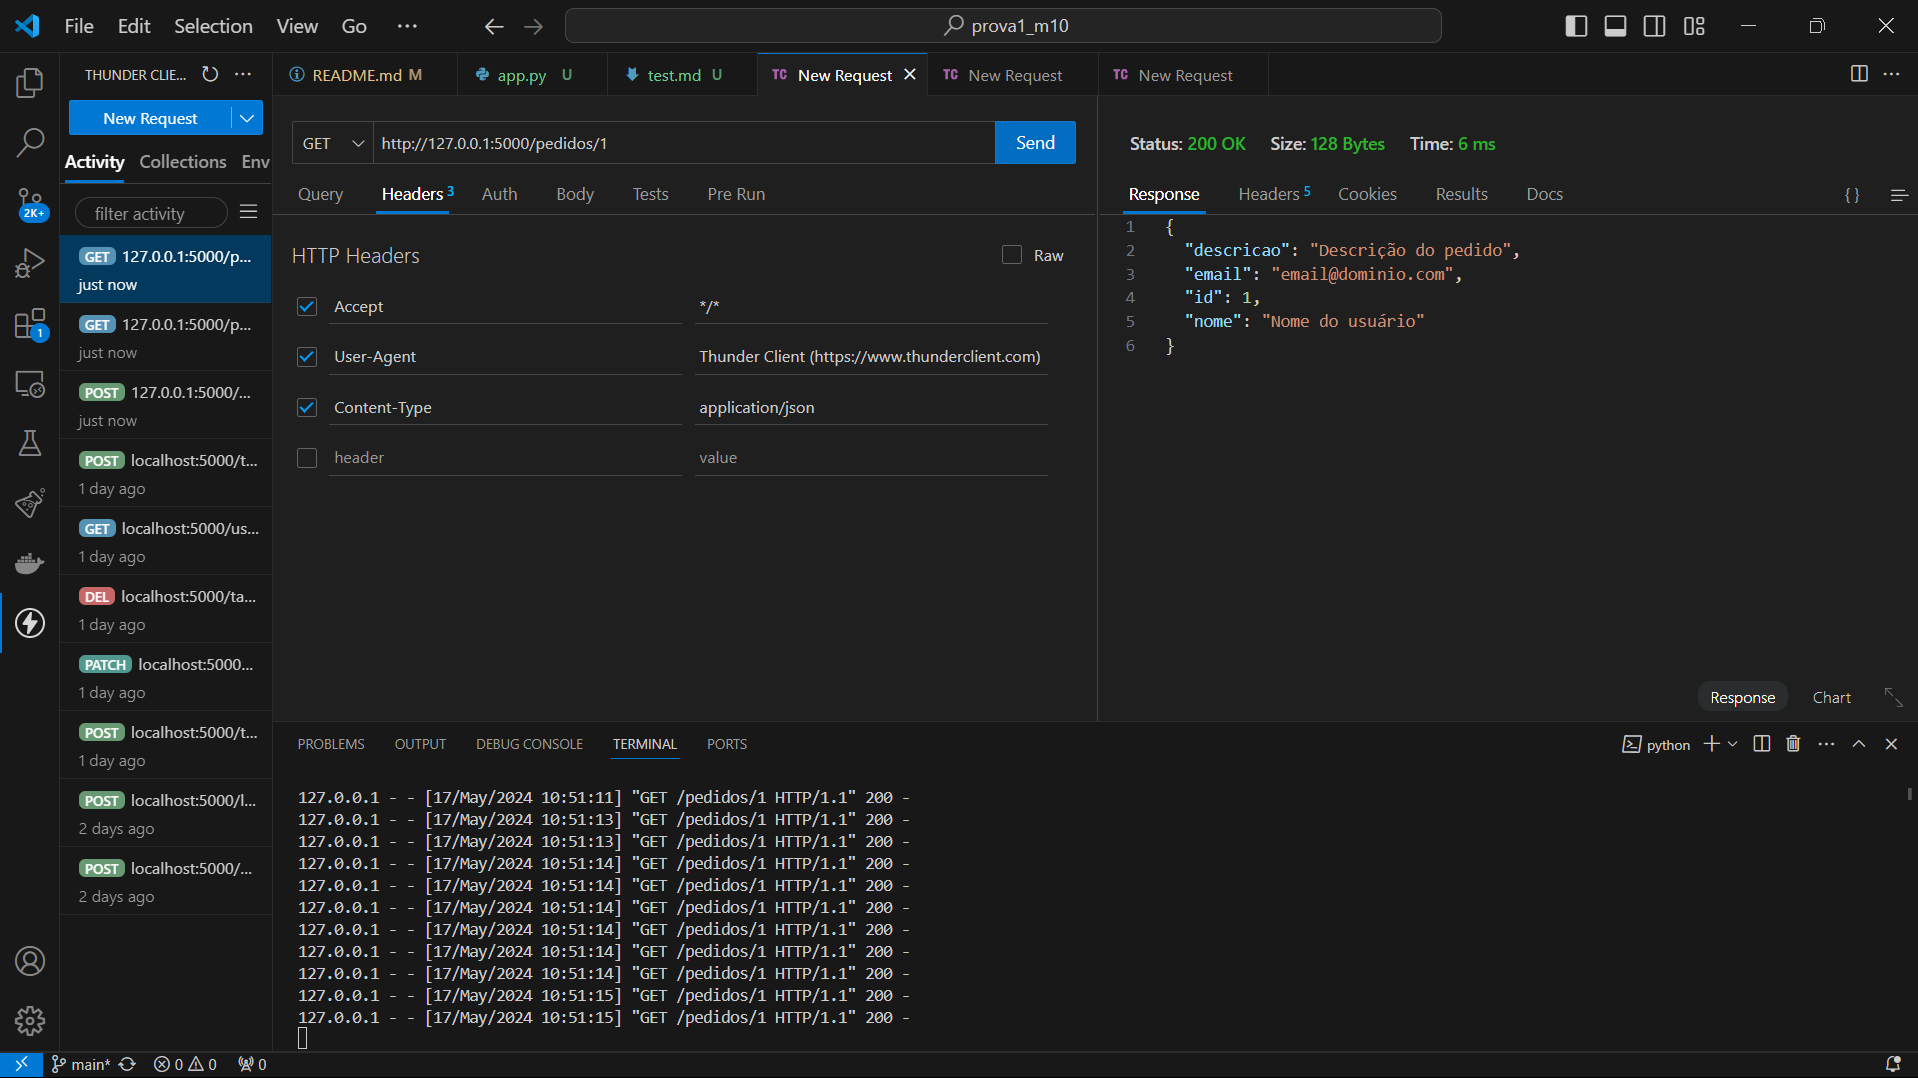 File Edit Selection View Go ··· prova1_m10
THUNDER CLIE... ···
New Request
Activity Collections Env
filter activity
GET 127.0.0.1:5000/p...
just now
GET 127.0.0.1:5000/p...
just now
POST 127.0.0.1:5000/...
just now
POST localhost:5000/t...
1 day ago
GET localhost:5000/us...
1 day ago
DEL localhost:5000/ta...
1 day ago
PATCH localhost:5000...
1 day ago
POST localhost:5000/t...
1 day ago
POST localhost:5000/l...
2 days ago
POST localhost:5000/...
2 days ago
2K+
1
README.md M app.py U test.md U TC New Request TC New Request TC New Request ···
GET http://127.0.0.1:5000/pedidos/1 Send
Query Headers 3 Auth Body Tests Pre Run
HTTP Headers Raw
Accept */*
User-Agent Thunder Client (https://www.thunderclient.com)
Content-Type application/json
header value
Status: 200 OK Size: 128 Bytes Time: 6 ms
Response Headers 5 Cookies Results Docs { }
1 {
2 "descricao": "Descrição do pedido",
3 "email": "email@dominio.com",
4 "id": 1,
5 "nome": "Nome do usuário"
6 }
Response Chart
PROBLEMS OUTPUT DEBUG CONSOLE TERMINAL PORTS python ···
127.0.0.1 - - [17/May/2024 10:51:11] "GET /pedidos/1 HTTP/1.1" 200 -
127.0.0.1 - - [17/May/2024 10:51:13] "GET /pedidos/1 HTTP/1.1" 200 -
127.0.0.1 - - [17/May/2024 10:51:13] "GET /pedidos/1 HTTP/1.1" 200 -
127.0.0.1 - - [17/May/2024 10:51:14] "GET /pedidos/1 HTTP/1.1" 200 -
127.0.0.1 - - [17/May/2024 10:51:14] "GET /pedidos/1 HTTP/1.1" 200 -
127.0.0.1 - - [17/May/2024 10:51:14] "GET /pedidos/1 HTTP/1.1" 200 -
127.0.0.1 - - [17/May/2024 10:51:14] "GET /pedidos/1 HTTP/1.1" 200 -
127.0.0.1 - - [17/May/2024 10:51:14] "GET /pedidos/1 HTTP/1.1" 200 -
127.0.0.1 - - [17/May/2024 10:51:14] "GET /pedidos/1 HTTP/1.1" 200 -
127.0.0.1 - - [17/May/2024 10:51:15] "GET /pedidos/1 HTTP/1.1" 200 -
127.0.0.1 - - [17/May/2024 10:51:15] "GET /pedidos/1 HTTP/1.1" 200 -
main* 0 0 0